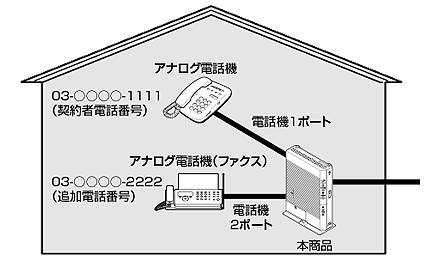 アナログ電話機
03-○○○○-1111
(契約者電話番号)
電話機1ポート
アナログ電話機(ファクス)
03-○○○○-2222
(追加電話番号)
電話機
2ポート
本商品